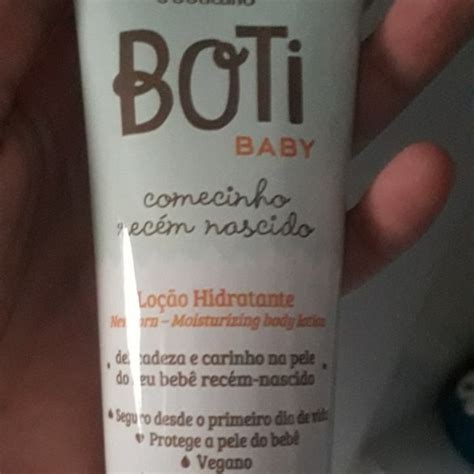 BOTi
BABY
comecinho
recém nascido
Loção Hidratante
Newborn – Moisturizing body lotion
delicadeza e carinho na pele
do seu bebê recém-nascido
Seguro desde o primeiro dia de vida
Protege a pele do bebê
Vegano